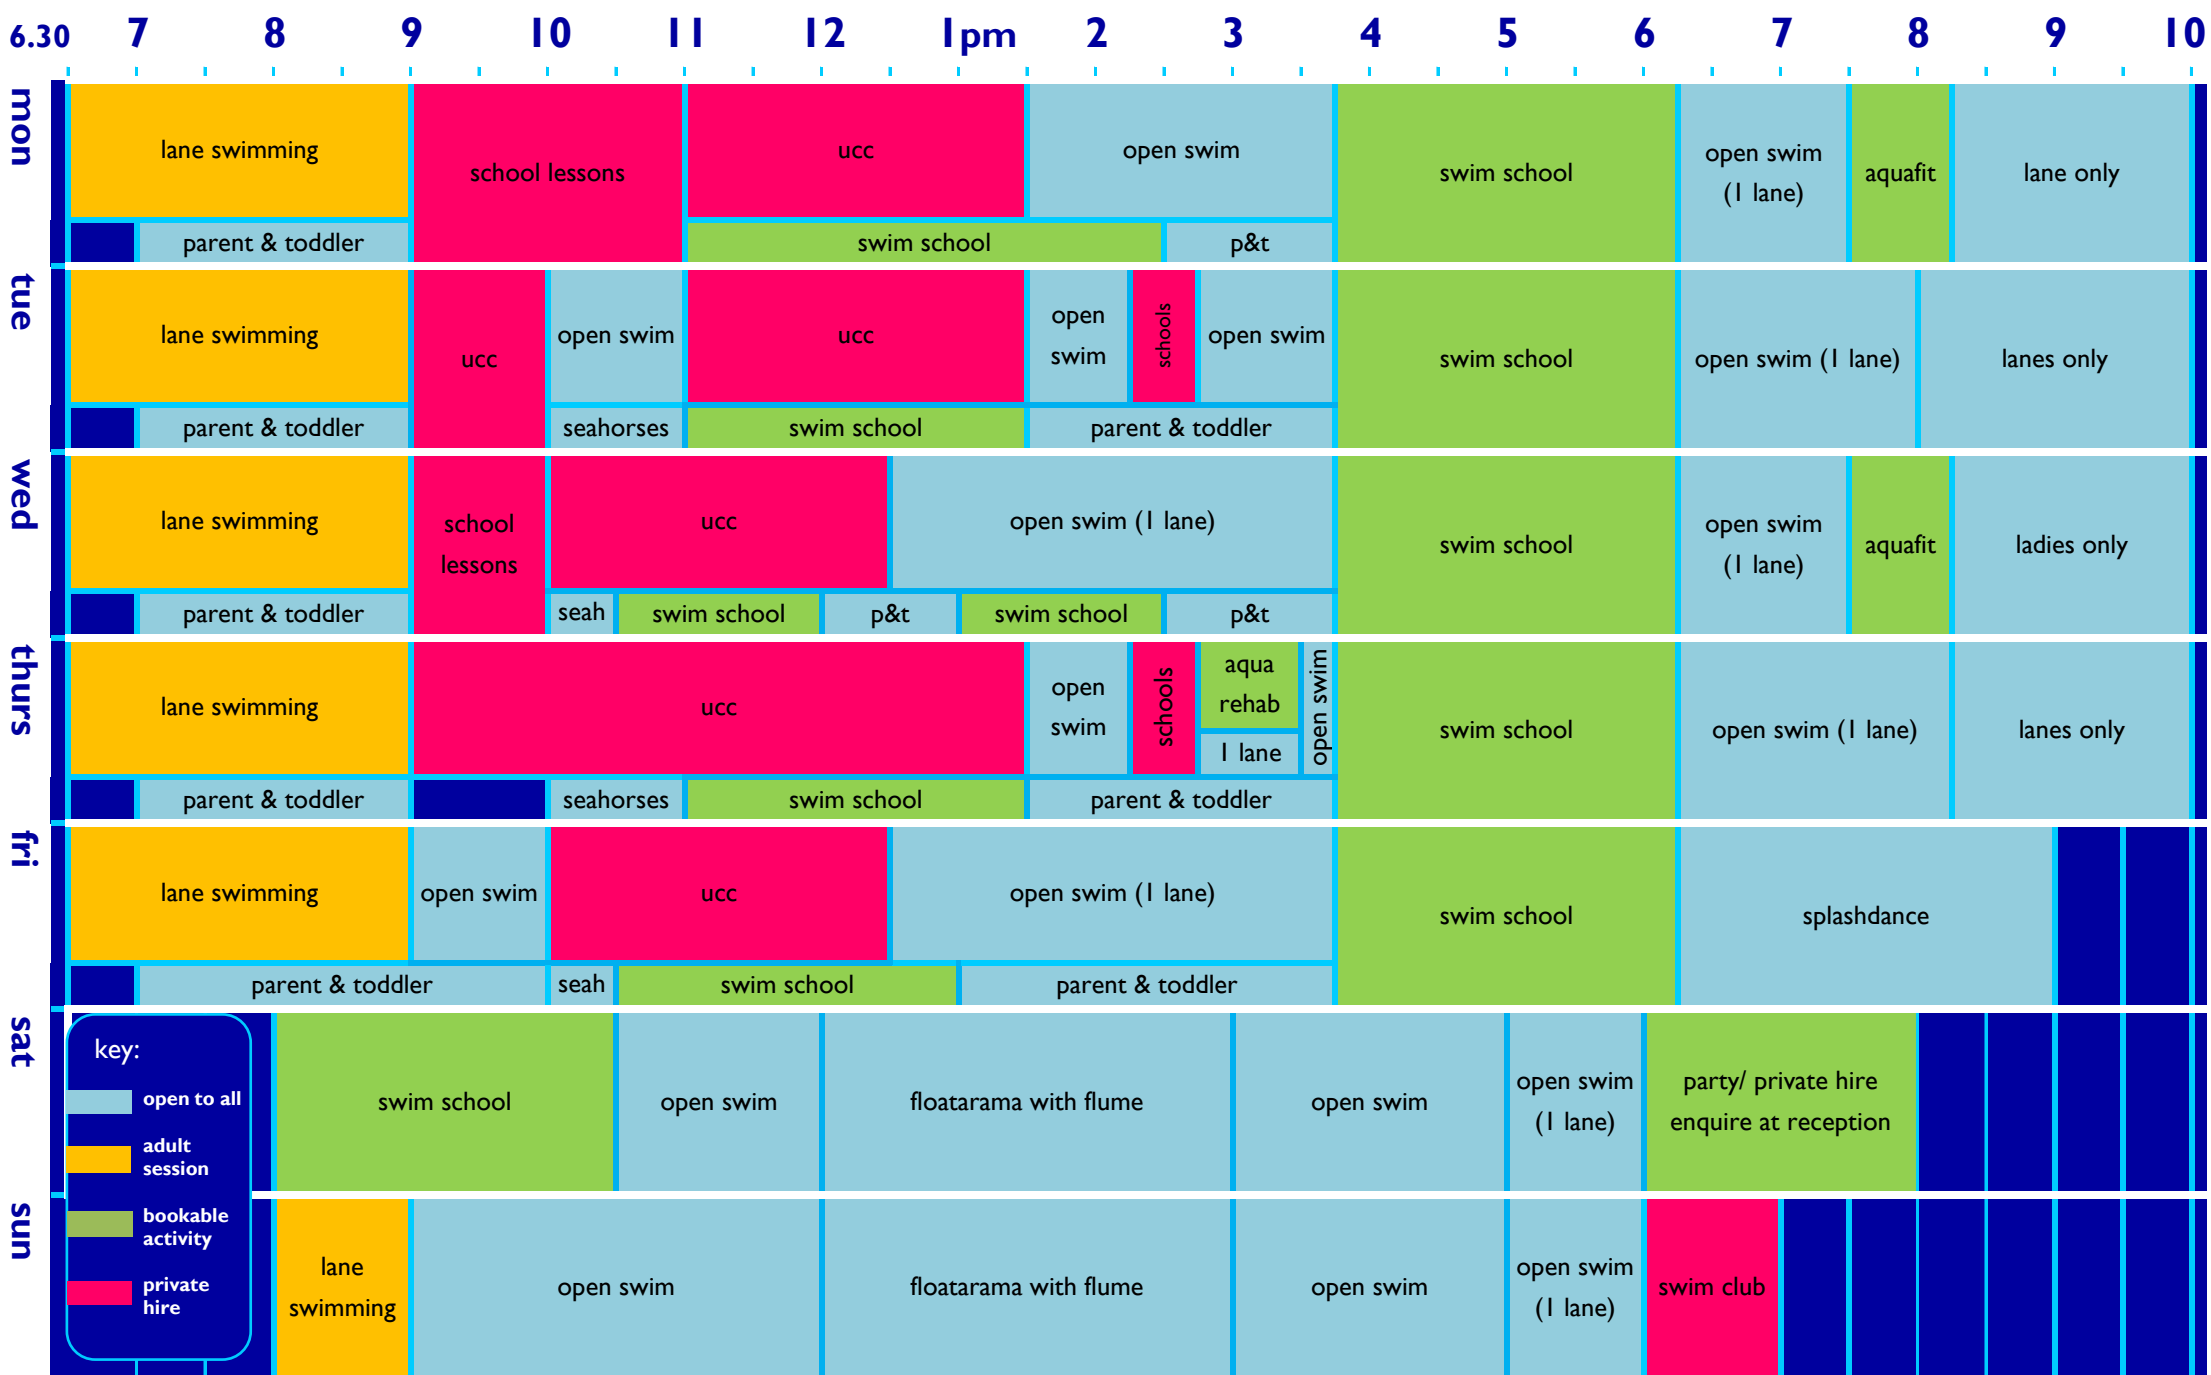 6.30 7 8 9 10 11 12 1pm 2 3 4 5 6 7 8 9 10
mon
lane swimming
school lessons
ucc
open swim
swim school
open swim
(1 lane)
aquafit
lane only
parent & toddler
swim school
p&t
tue
lane swimming
ucc
open swim
ucc
open
swim
schools
open swim
swim school
open swim (1 lane)
lanes only
parent & toddler
seahorses
swim school
parent & toddler
wed
lane swimming
school
lessons
ucc
open swim (1 lane)
swim school
open swim
(1 lane)
aquafit
ladies only
parent & toddler
seah
swim school
p&t
swim school
p&t
thurs
lane swimming
ucc
open
swim
schools
aqua
rehab
1 lane
open swim
swim school
open swim (1 lane)
lanes only
parent & toddler
seahorses
swim school
parent & toddler
fri
lane swimming
open swim
ucc
open swim (1 lane)
swim school
splashdance
parent & toddler
seah
swim school
parent & toddler
sat
key:
open to all
adult
session
bookable
activity
private
hire
swim school
open swim
floatarama with flume
open swim
open swim
(1 lane)
party/ private hire
enquire at reception
sun
lane
swimming
open swim
floatarama with flume
open swim
open swim
(1 lane)
swim club